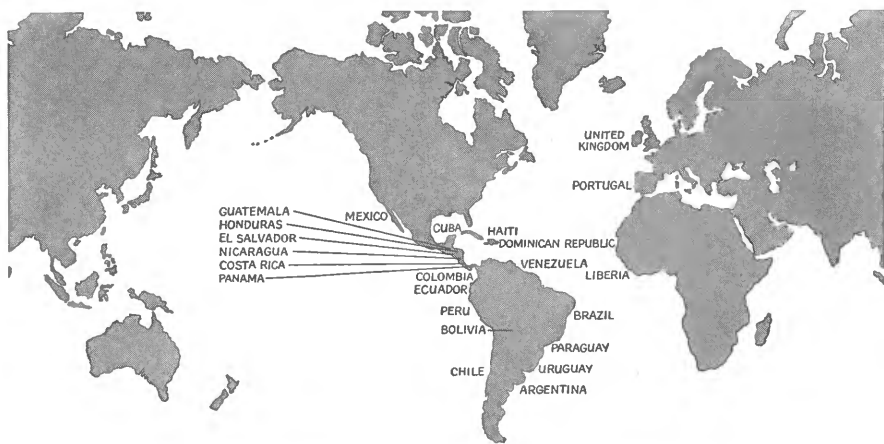 GUATEMALA
HONDURAS
EL SALVADOR
NICARAGUA
COSTA RICA
PANAMA
MEXICO
CUBA
HAITI
DOMINICAN REPUBLIC
VENEZUELA
COLOMBIA
ECUADOR
PERU
BOLIVIA
CHILE
BRAZIL
PARAGUAY
URUGUAY
ARGENTINA
UNITED
KINGDOM
PORTUGAL
LIBERIA